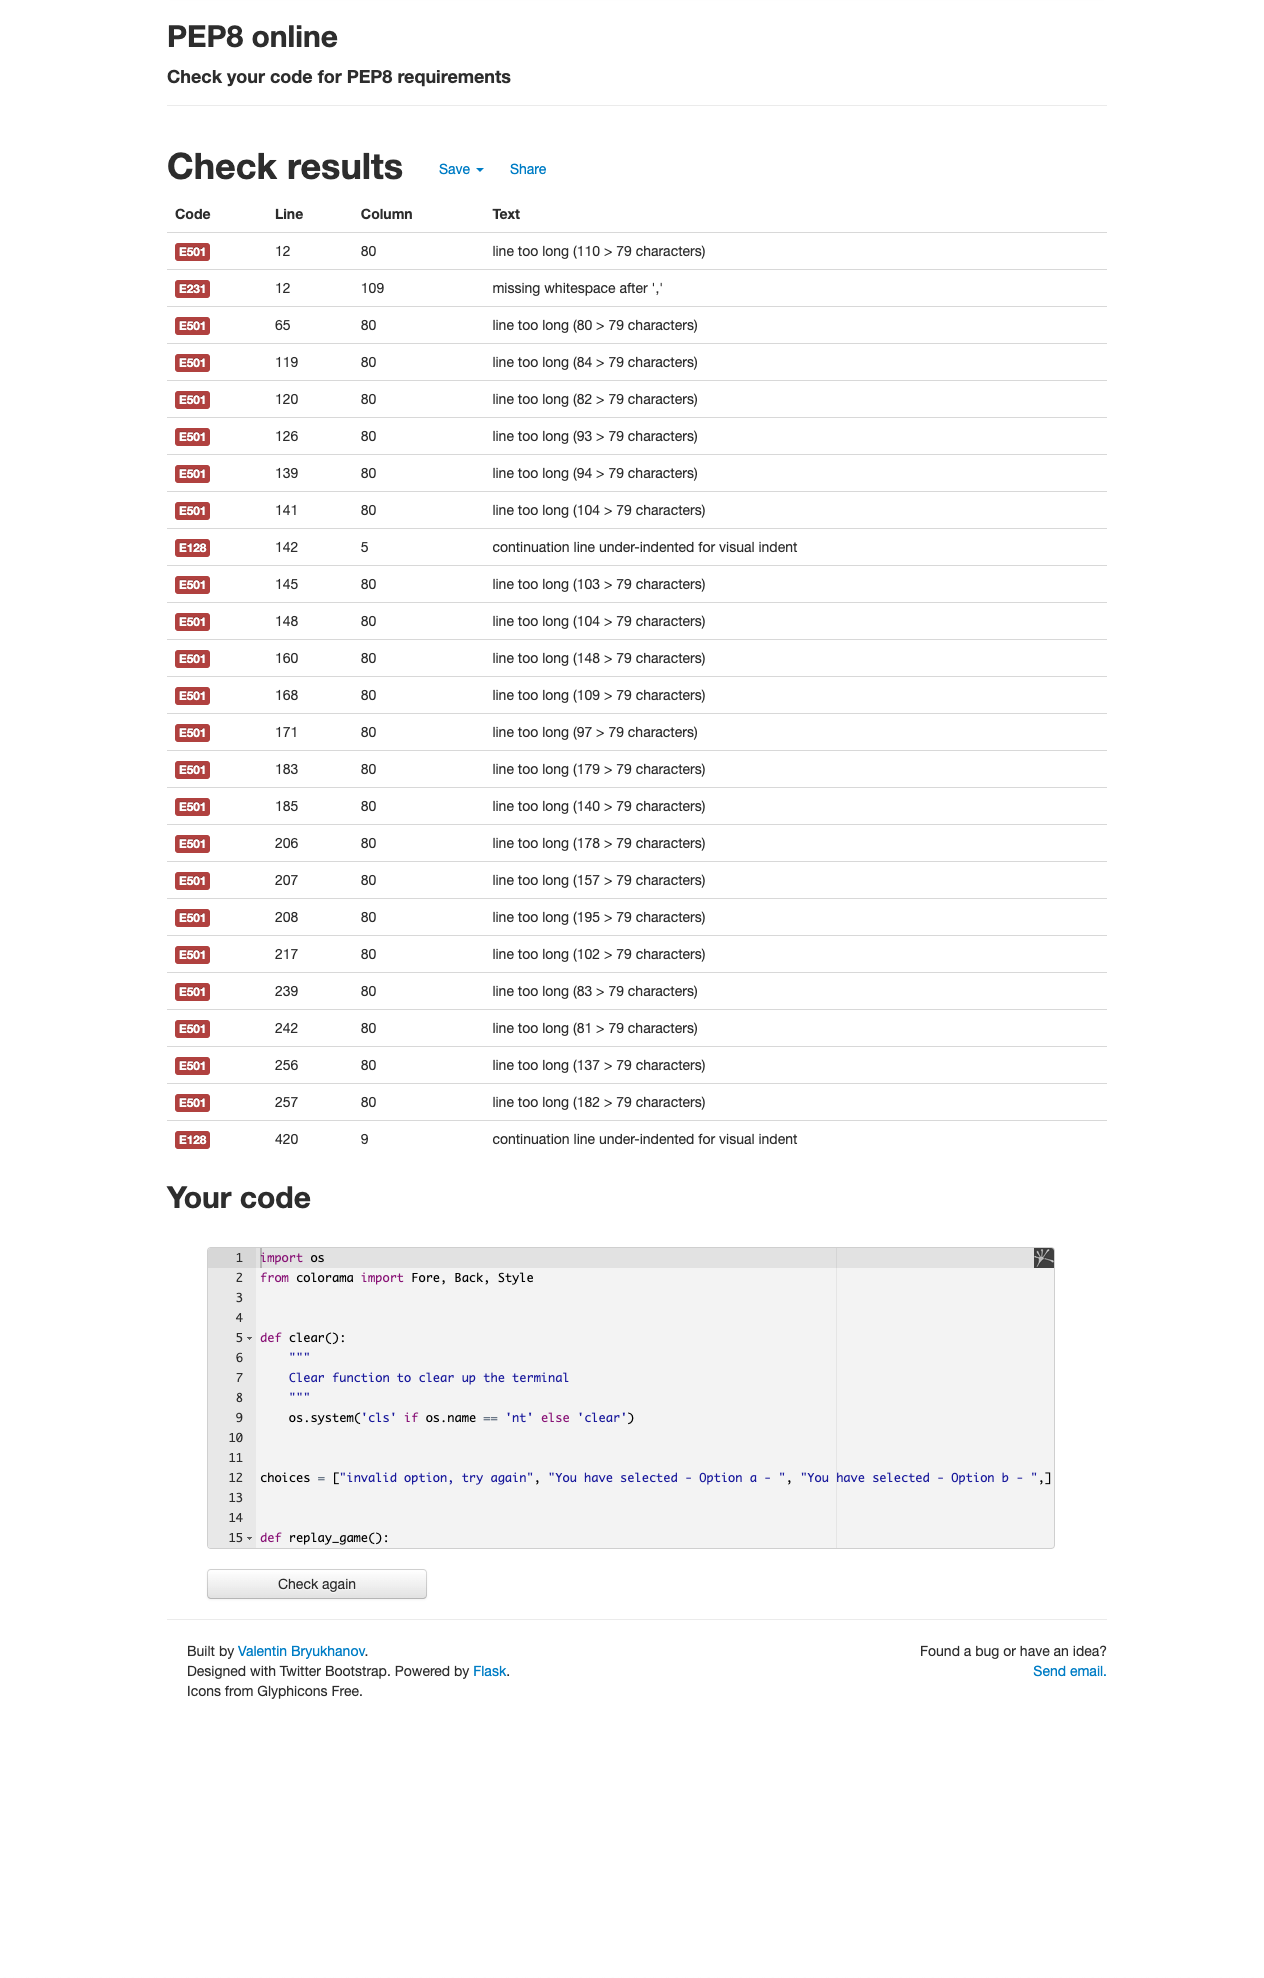 PEP8 online
Check your code for PEP8 requirements
Check results Save Share
Code Line Column Text
E501 12 80 line too long (110 > 79 characters)
E231 12 109 missing whitespace after ','
E501 65 80 line too long (80 > 79 characters)
E501 119 80 line too long (84 > 79 characters)
E501 120 80 line too long (82 > 79 characters)
E501 126 80 line too long (93 > 79 characters)
E501 139 80 line too long (94 > 79 characters)
E501 141 80 line too long (104 > 79 characters)
E128 142 5 continuation line under-indented for visual indent
E501 145 80 line too long (103 > 79 characters)
E501 148 80 line too long (104 > 79 characters)
E501 160 80 line too long (148 > 79 characters)
E501 168 80 line too long (109 > 79 characters)
E501 171 80 line too long (97 > 79 characters)
E501 183 80 line too long (179 > 79 characters)
E501 185 80 line too long (140 > 79 characters)
E501 206 80 line too long (178 > 79 characters)
E501 207 80 line too long (157 > 79 characters)
E501 208 80 line too long (195 > 79 characters)
E501 217 80 line too long (102 > 79 characters)
E501 239 80 line too long (83 > 79 characters)
E501 242 80 line too long (81 > 79 characters)
E501 256 80 line too long (137 > 79 characters)
E501 257 80 line too long (182 > 79 characters)
E128 420 9 continuation line under-indented for visual indent
Your code
1 import os
2 from colorama import Fore, Back, Style
3
4
5 def clear():
6 """
7 Clear function to clear up the terminal
8 """
9 os.system('cls' if os.name == 'nt' else 'clear')
10
11
12 choices = ["invalid option, try again", "You have selected - Option a - ", "You have selected - Option b - ",]
13
14
15 def replay_game():
Check again
Built by Valentin Bryukhanov.
Designed with Twitter Bootstrap. Powered by Flask.
Icons from Glyphicons Free.
Found a bug or have an idea?
Send email.